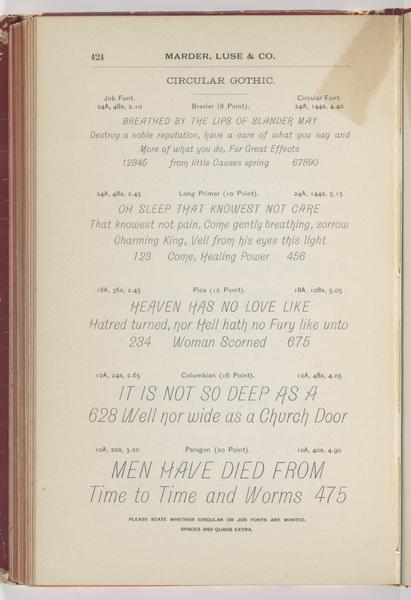 424 MARDER, LUSE & CO.
CIRCULAR GOTHIC.
Job Font. Circular Font.
24A, 48a, 2.10 Brevier (8 Point). 24A, 144a, 4.40
BREATHED BY THE LIPS OF SLANDER MAY
Destroy a noble reputation, have a care of what you say and
More of what you do, For Great Effects
12345 from little Causes spring 67890
24A, 48a, 2.45 Long Primer (10 Point). 24A, 144a, 5.15
OH SLEEP THAT KNOWEST NOT CARE
That knowest not pain, Come gently breathing, sorrow
Charming King, Veil from his eyes this light
123 Come, Healing Power 456
18A, 36a, 2.45 Pica (12 Point). 18A, 108a, 5.05
HEAVEN HAS NO LOVE LIKE
Hatred turned, nor Hell hath no Fury like unto
234 Woman Scorned 675
12A, 24a, 2.65 Columbian (16 Point). 12A, 48a, 4.05
IT IS NOT SO DEEP AS A
628 Well nor wide as a Church Door
10A, 20a, 3.20 Paragon (20 Point). 10A, 40a, 4.90
MEN HAVE DIED FROM
Time to Time and Worms 475
PLEASE STATE WHETHER CIRCULAR OR JOB FONTS ARE WANTED.
SPACES AND QUADS EXTRA.